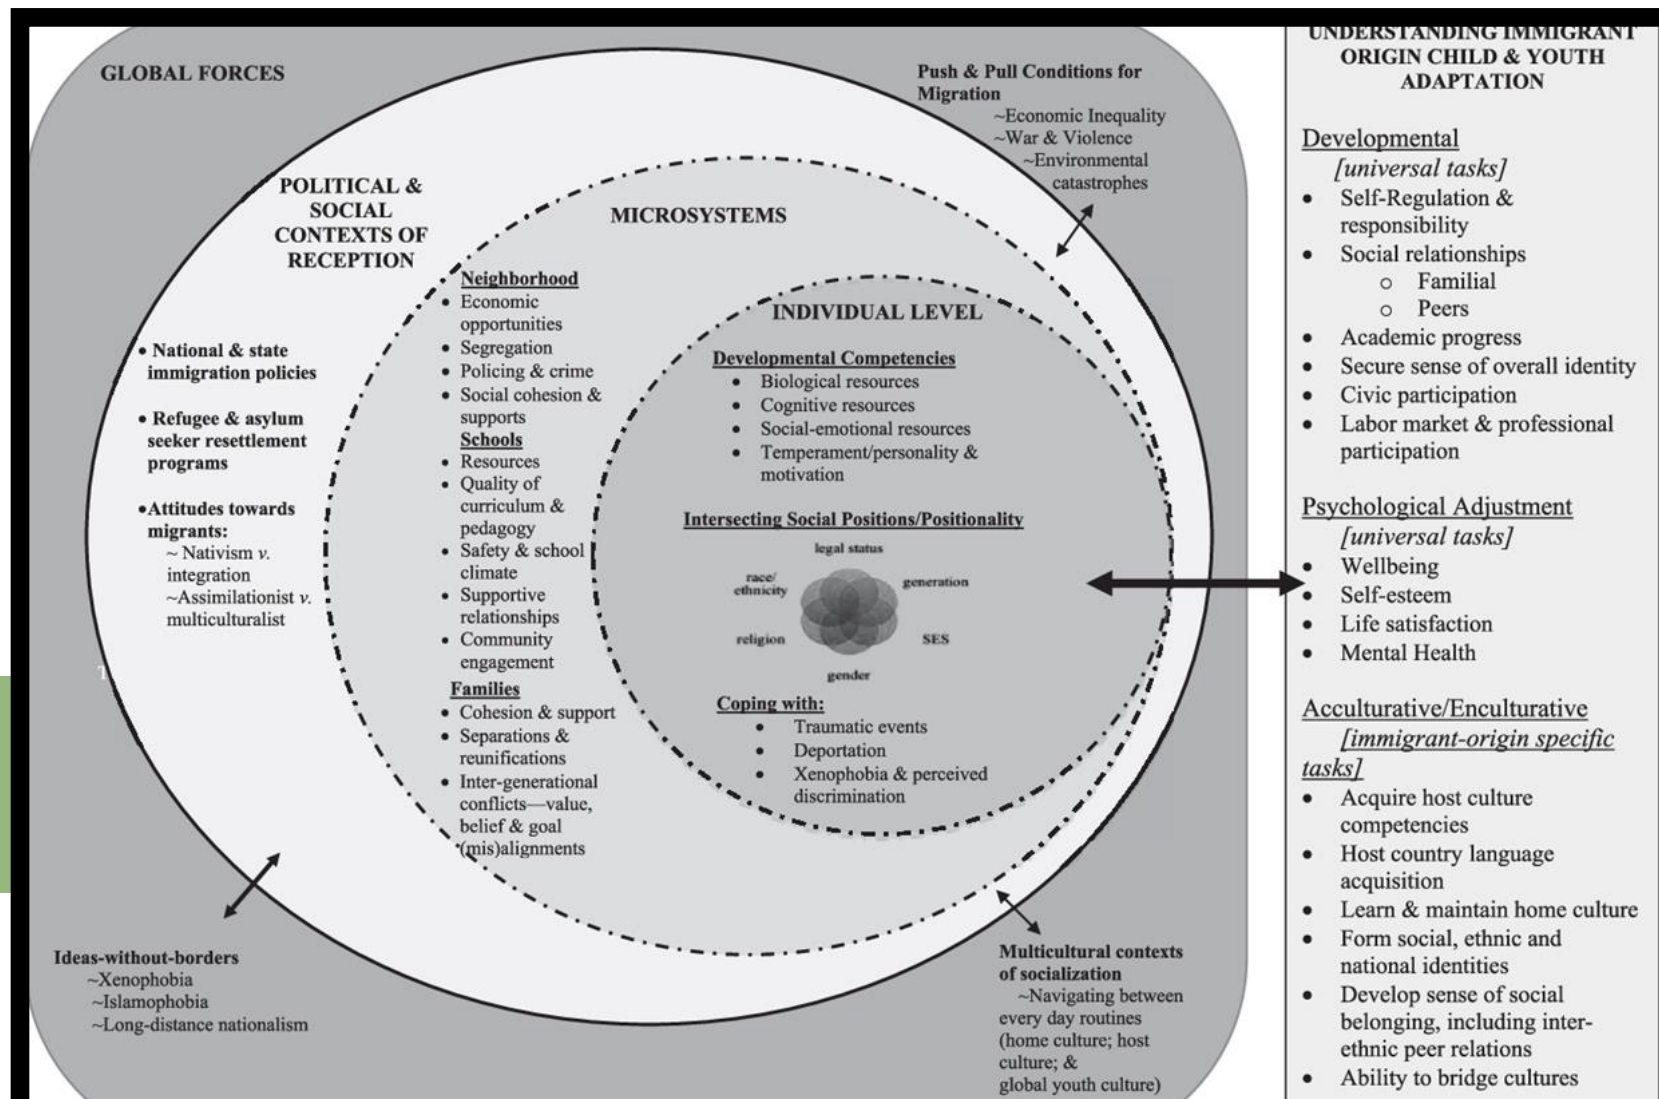 GLOBAL FORCES
Push & Pull Conditions for
Migration
~Economic Inequality
~War & Violence
~Environmental
catastrophes
POLITICAL &
SOCIAL
CONTEXTS OF
RECEPTION
• National & state
immigration policies
• Refugee & asylum
seeker resettlement
programs
•Attitudes towards
migrants:
~ Nativism v.
integration
~Assimilationist v.
multiculturalist
T
MICROSYSTEMS
Neighborhood
• Economic
opportunities
• Segregation
• Policing & crime
• Social cohesion &
supports
Schools
• Resources
• Quality of
curriculum &
pedagogy
• Safety & school
climate
• Supportive
relationships
• Community
engagement
Families
• Cohesion & support
• Separations &
reunifications
• Inter-generational
conflicts—value,
belief & goal
(mis)alignments
INDIVIDUAL LEVEL
Developmental Competencies
• Biological resources
• Cognitive resources
• Social-emotional resources
• Temperament/personality &
motivation
Intersecting Social Positions/Positionality
legal status
race/
ethnicity
generation
religion
SES
gender
Coping with:
• Traumatic events
• Deportation
• Xenophobia & perceived
discrimination
Ideas-without-borders
~Xenophobia
~Islamophobia
~Long-distance nationalism
Multicultural contexts
of socialization
~Navigating between
every day routines
(home culture; host
culture; &
global youth culture)
UNDERSTANDING IMMIGRANT
ORIGIN CHILD & YOUTH
ADAPTATION
Developmental
[universal tasks]
• Self-Regulation &
responsibility
• Social relationships
o Familial
o Peers
• Academic progress
• Secure sense of overall identity
• Civic participation
• Labor market & professional
participation
Psychological Adjustment
[universal tasks]
• Wellbeing
• Self-esteem
• Life satisfaction
• Mental Health
Acculturative/Enculturative
[immigrant-origin specific
tasks]
• Acquire host culture
competencies
• Host country language
acquisition
• Learn & maintain home culture
• Form social, ethnic and
national identities
• Develop sense of social
belonging, including inter-
ethnic peer relations
• Ability to bridge cultures